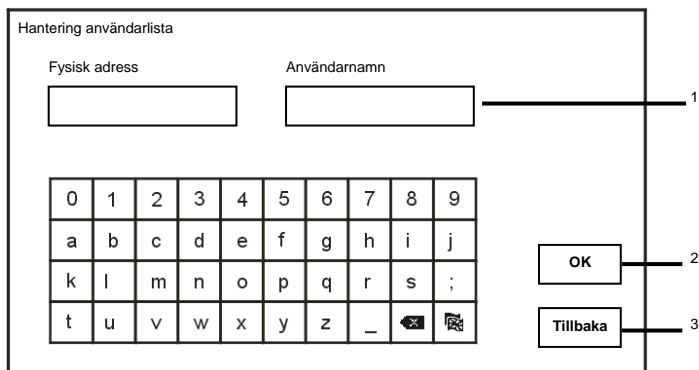 Hantering användarlista
Fysisk adress Användarnamn
1
0 1 2 3 4 5 6 7 8 9
a b c d e f g h i j
k l m n o p q r s ;
t u v w x y z _
OK 2
Tillbaka 3